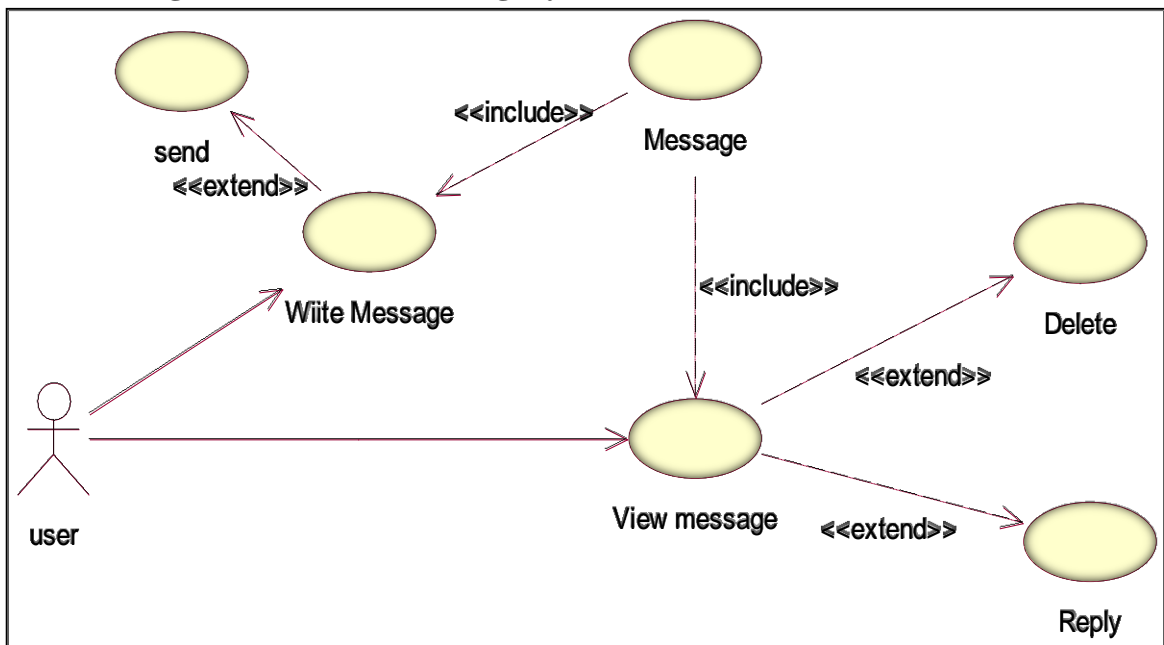 <<include>>
Message
send
<<extend>>
Wiite Message
<<include>>
Delete
<<extend>>
View message
<<extend>>
user
Reply